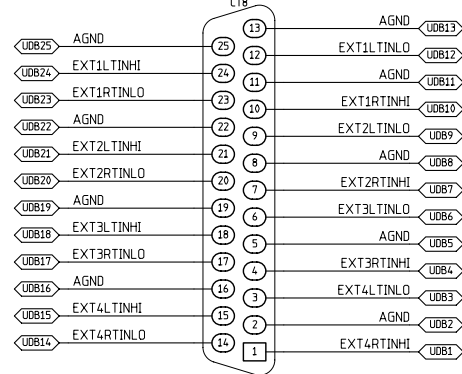 CT8
AGND 13 UDB13
UDB25 AGND 25
EXT1LTINLO 12 UDB12
UDB24 EXT1LTINHI 24
AGND 11 UDB11
UDB23 EXT1RTINLO 23
EXT1RTINHI 10 UDB10
UDB22 AGND 22
EXT2LTINLO 9 UDB9
UDB21 EXT2LTINHI 21
AGND 8 UDB8
UDB20 EXT2RTINLO 20
EXT2RTINHI 7 UDB7
UDB19 AGND 19
EXT3LTINLO 6 UDB6
UDB18 EXT3LTINHI 18
AGND 5 UDB5
UDB17 EXT3RTINLO 17
EXT3RTINHI 4 UDB4
UDB16 AGND 16
EXT4LTINLO 3 UDB3
UDB15 EXT4LTINHI 15
AGND 2 UDB2
UDB14 EXT4RTINLO 14
EXT4RTINHI 1 UDB1